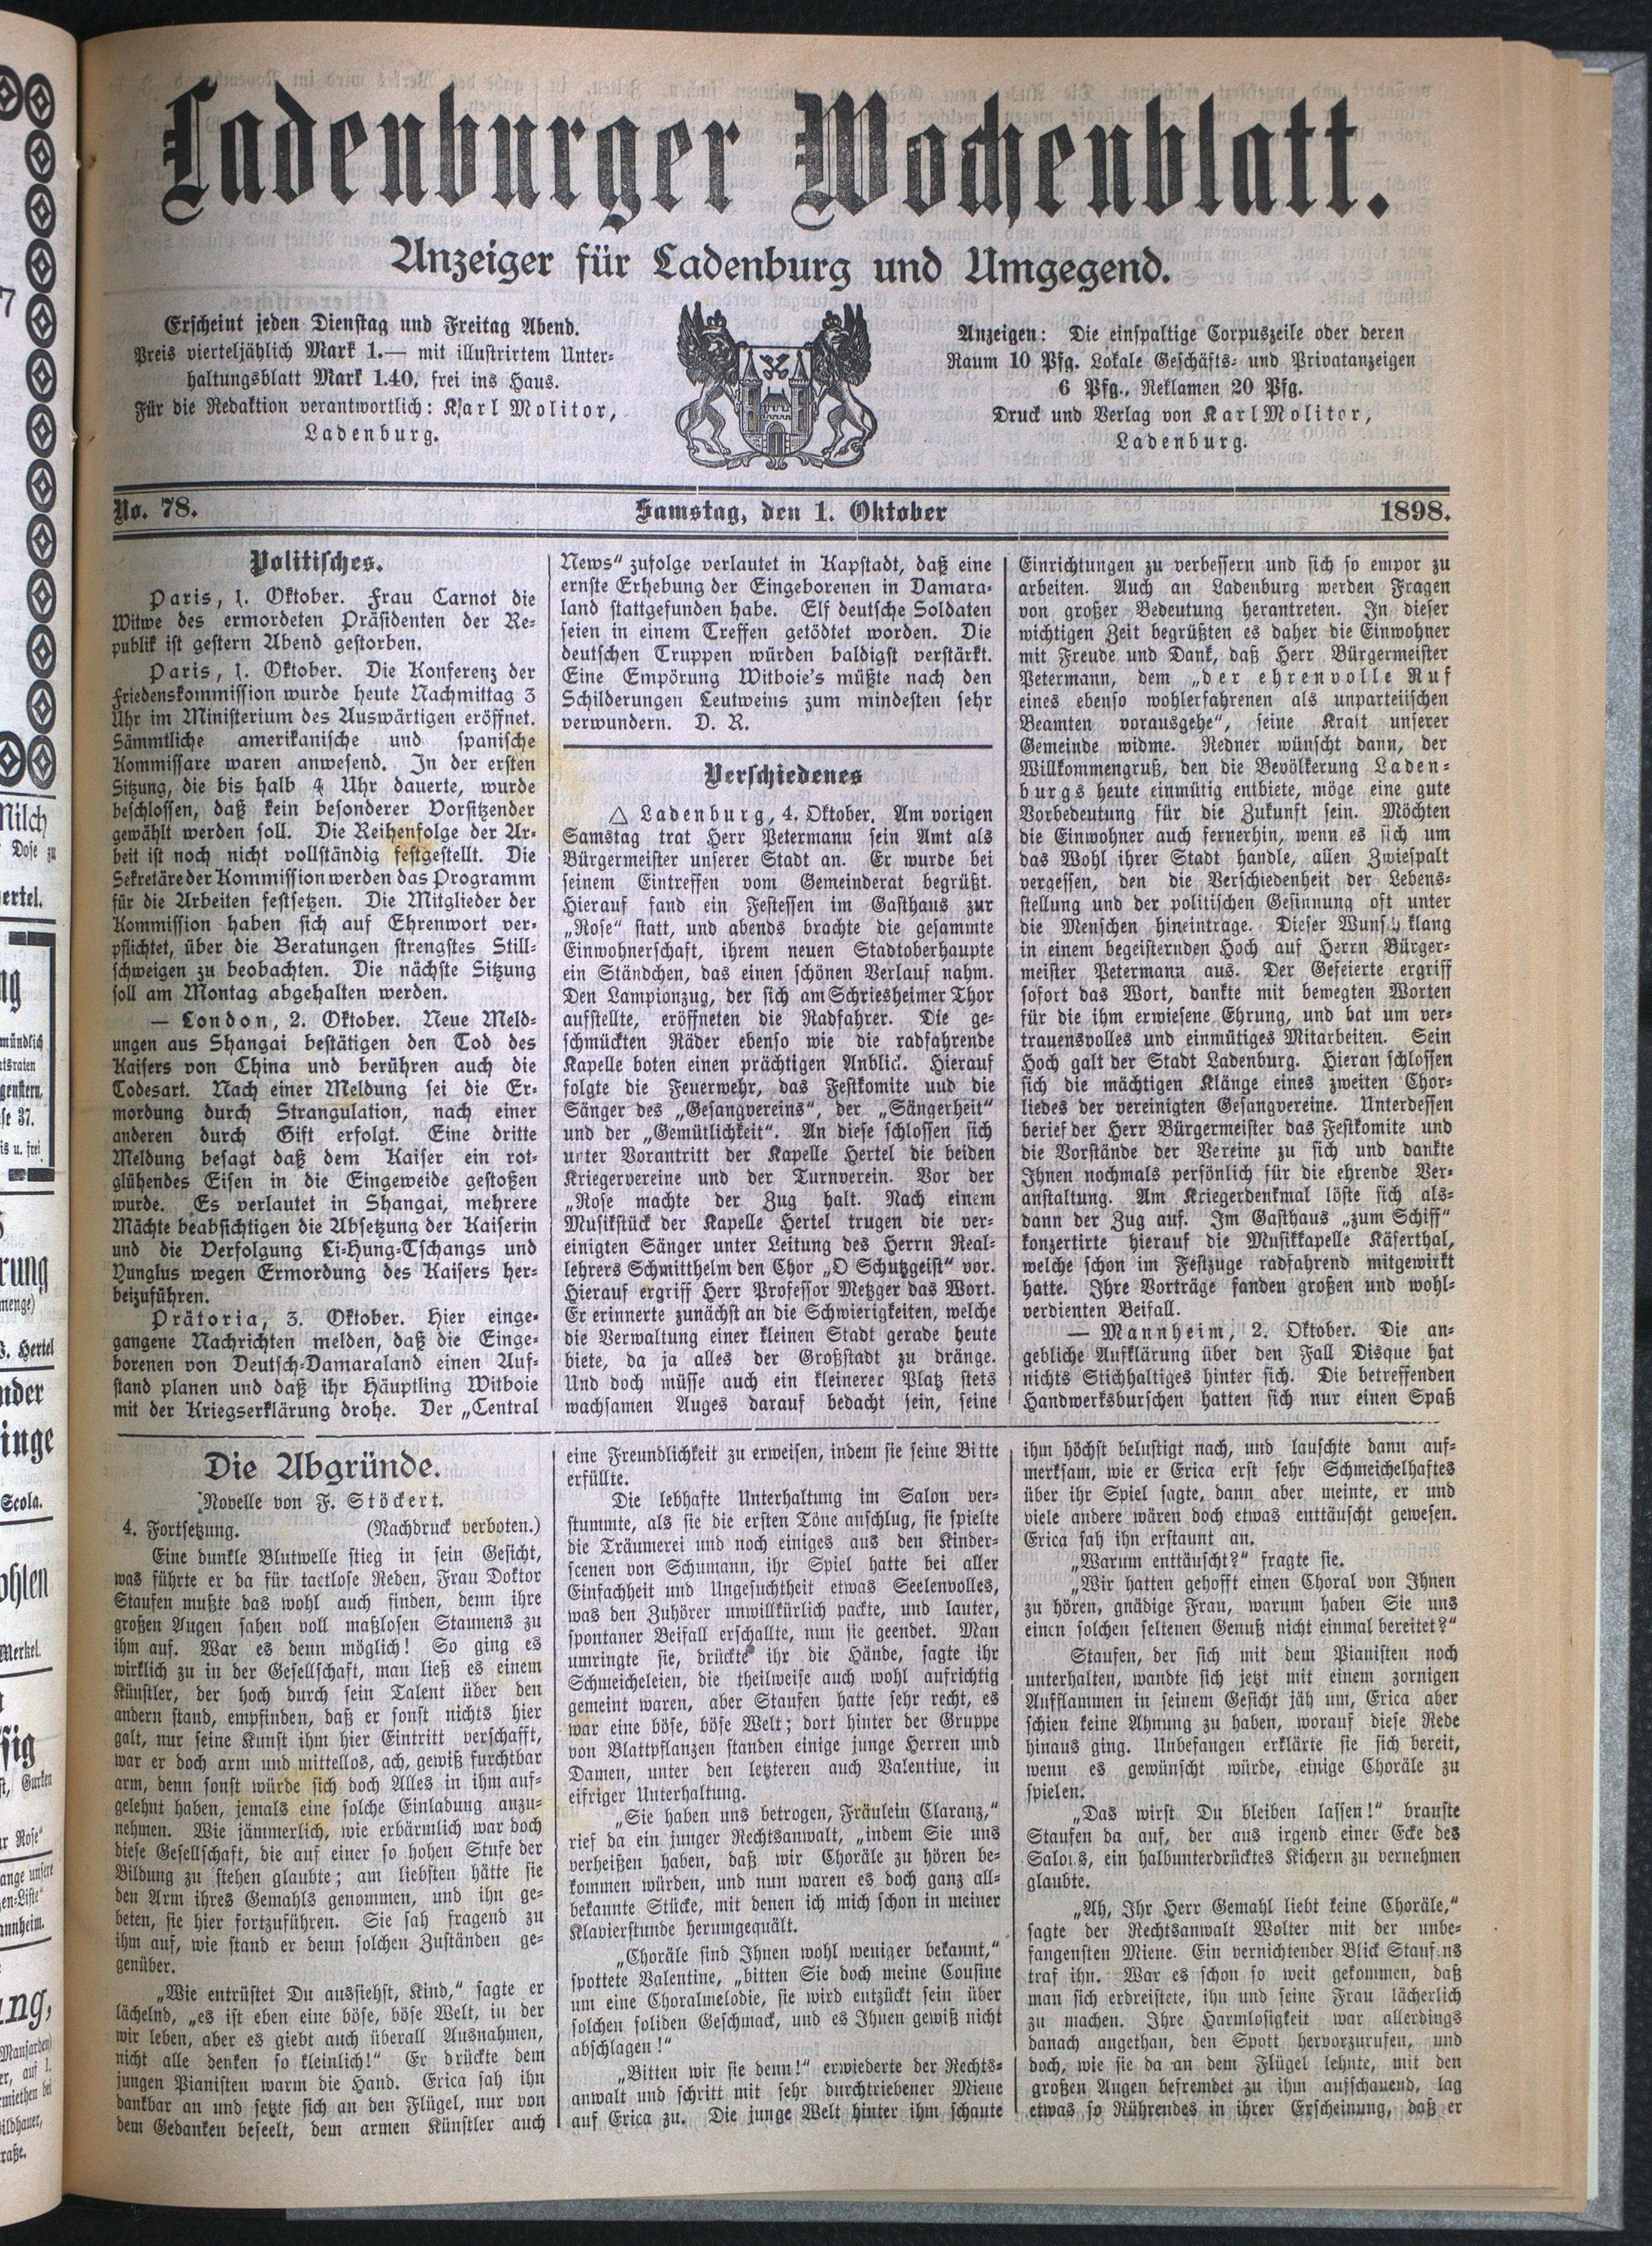 Ladenburger Wochenblatt.
Anzeiger für Ladenburg und Umgegend.
Erscheint jeden Dienstag und Freitag Abend.
Preis vierteljählich Mark 1.— mit illustrirtem Unter-
haltungsblatt Mark 1.40, frei ins Haus.
Für die Redaktion verantwortlich: Karl Molitor,
Ladenburg.
Anzeigen: Die einspaltige Corpuszeile oder deren
Raum 10 Pfg. Lokale Geschäfts- und Privatanzeigen
6 Pfg., Reklamen 20 Pfg.
Druck und Verlag von Karl Molitor,
Ladenburg.
No. 78.
Samstag, den 1. Oktober
1898.
Politisches.
Paris, 1. Oktober. Frau Carnot die
Witwe des ermordeten Präsidenten der Re-
publik ist gestern Abend gestorben.
Paris, 1. Oktober. Die Konferenz der
Friedenskommission wurde heute Nachmittag 3
Uhr im Ministerium des Auswärtigen eröffnet.
Sämmtliche amerikanische und spanische
Kommissare waren anwesend. In der ersten
Sitzung, die bis halb 4 Uhr dauerte, wurde
beschlossen, daß kein besonderer Vorsitzender
gewählt werden soll. Die Reihenfolge der Ar-
beit ist noch nicht vollständig festgestellt. Die
Sekretäre der Kommission werden das Programm
für die Arbeiten festsetzen. Die Mitglieder der
Kommission haben sich auf Ehrenwort ver-
pflichtet, über die Beratungen strengstes Still-
schweigen zu beobachten. Die nächste Sitzung
soll am Montag abgehalten werden.
— London, 2. Oktober. Neue Meld-
ungen aus Shangai bestätigen den Tod des
Kaisers von China und berühren auch die
Todesart. Nach einer Meldung sei die Er-
mordung durch Strangulation, nach einer
anderen durch Gift erfolgt. Eine dritte
Meldung besagt daß dem Kaiser ein rot-
glühendes Eisen in die Eingeweide gestoßen
wurde. Es verlautet in Shangai, mehrere
Mächte beabsichtigen die Absetzung der Kaiserin
und die Verfolgung Li-Hung-Tschangs und
Yunglus wegen Ermordung des Kaisers her-
beizuführen.
Prätoria, 3. Oktober. Hier einge-
gangene Nachrichten melden, daß die Einge-
borenen von Deutsch-Damaraland einen Auf-
stand planen und daß ihr Häuptling Witboie
mit der Kriegserklärung drohe. Der „Central
News“ zufolge verlautet in Kapstadt, daß eine
ernste Erhebung der Eingeborenen in Damara-
land stattgefunden habe. Elf deutsche Soldaten
seien in einem Treffen getödtet worden. Die
deutschen Truppen würden baldigst verstärkt.
Eine Empörung Witboie's müßte nach den
Schilderungen Leutweins zum mindesten sehr
verwundern. D. R.
Verschiedenes
△ Ladenburg, 4. Oktober. Am vorigen
Samstag trat Herr Petermann sein Amt als
Bürgermeister unserer Stadt an. Er wurde bei
seinem Eintreffen vom Gemeinderat begrüßt.
Hierauf fand ein Festessen im Gasthaus zur
„Rose“ statt, und abends brachte die gesammte
Einwohnerschaft, ihrem neuen Stadtoberhaupte
ein Ständchen, das einen schönen Verlauf nahm.
Den Lampionzug, der sich am Schriesheimer Thor
aufstellte, eröffneten die Radfahrer. Die ge-
schmückten Räder ebenso wie die radfahrende
Kapelle boten einen prächtigen Anblick. Hierauf
folgte die Feuerwehr, das Festkomite und die
Sänger des „Gesangvereins“, der „Sängerheit“
und der „Gemütlichkeit“. An diese schlossen sich
unter Vorantritt der Kapelle Hertel die beiden
Kriegervereine und der Turnverein. Vor der
„Rose machte der Zug halt. Nach einem
Musikstück der Kapelle Hertel trugen die ver-
einigten Sänger unter Leitung des Herrn Real-
lehrers Schmitthelm den Chor „O Schutzgeist“ vor.
Hierauf ergriff Herr Professor Metzger das Wort.
Er erinnerte zunächst an die Schwierigkeiten, welche
die Verwaltung einer kleinen Stadt gerade heute
biete, da ja alles der Großstadt zu dränge.
Und doch müsse auch ein kleinerer Platz stets
wachsamen Auges darauf bedacht sein, seine
Einrichtungen zu verbessern und sich so empor zu
arbeiten. Auch an Ladenburg werden Fragen
von großer Bedeutung herantreten. In dieser
wichtigen Zeit begrüßten es daher die Einwohner
mit Freude und Dank, daß Herr Bürgermeister
Petermann, dem „der ehrenvolle Ruf
eines ebenso wohlerfahrenen als unparteiischen
Beamten vorausgehe“, seine Kraft unserer
Gemeinde widme. Redner wünscht dann, der
Willkommengruß, den die Bevölkerung Laden-
burgs heute einmütig entbiete, möge eine gute
Vorbedeutung für die Zukunft sein. Möchten
die Einwohner auch fernerhin, wenn es sich um
das Wohl ihrer Stadt handle, allen Zwiespalt
vergessen, den die Verschiedenheit der Lebens-
stellung und der politischen Gesinnung oft unter
die Menschen hineintrage. Dieser Wunsch klang
in einem begeisternden Hoch auf Herrn Bürger-
meister Petermann aus. Der Gefeierte ergriff
sofort das Wort, dankte mit bewegten Worten
für die ihm erwiesene Ehrung, und bat um ver-
trauensvolles und einmütiges Mitarbeiten. Sein
Hoch galt der Stadt Ladenburg. Hieran schlossen
sich die mächtigen Klänge eines zweiten Chor-
liedes der vereinigten Gesangvereine. Unterdessen
berief der Herr Bürgermeister das Festkomite und
die Vorstände der Vereine zu sich und dankte
Ihnen nochmals persönlich für die ehrende Ver-
anstaltung. Am Kriegerdenkmal löste sich als-
dann der Zug auf. Im Gasthaus „zum Schiff“
konzertirte hierauf die Musikkapelle Käferthal,
welche schon im Festzuge radfahrend mitgewirkt
hatte. Ihre Vorträge fanden großen und wohl-
verdienten Beifall.
— Mannheim, 2. Oktober. Die an-
gebliche Aufklärung über den Fall Disque hat
nichts Stichhaltiges hinter sich. Die betreffenden
Handwerksburschen hatten sich nur einen Spaß
Die Abgründe.
Novelle von F. Stöckert.
4. Fortsetzung. (Nachdruck verboten.)
Eine dunkle Blutwelle stieg in sein Gesicht,
was führte er da für tactlose Reden, Frau Doktor
Staufen mußte das wohl auch finden, denn ihre
großen Augen sahen voll maßlosen Staunens zu
ihm auf. War es denn möglich! So ging es
wirklich zu in der Gesellschaft, man ließ es einem
Künstler, der hoch durch sein Talent über den
andern stand, empfinden, daß er sonst nichts hier
galt, nur seine Kunst ihm hier Eintritt verschafft,
war er doch arm und mittellos, ach, gewiß furchtbar
arm, denn sonst würde sich doch Alles in ihm auf-
gelehnt haben, jemals eine solche Einladung anzu-
nehmen. Wie jämmerlich, wie erbärmlich war doch
diese Gesellschaft, die auf einer so hohen Stufe der
Bildung zu stehen glaubte; am liebsten hätte sie
den Arm ihres Gemahls genommen, und ihn ge-
beten, sie hier fortzuführen. Sie sah fragend zu
ihm auf, wie stand er denn solchen Zuständen ge-
genüber.
„Wie entrüstet Du aussiehst, Kind,“ sagte er
lächelnd, „es ist eben eine böse, böse Welt, in der
wir leben, aber es giebt auch überall Ausnahmen,
nicht alle denken so kleinlich!“ Er drückte dem
jungen Pianisten warm die Hand. Erica sah ihn
dankbar an und setzte sich an den Flügel, nur von
dem Gedanken beseelt, dem armen Künstler auch
eine Freundlichkeit zu erweisen, indem sie seine Bitte
erfüllte.
Die lebhafte Unterhaltung im Salon ver-
stummte, als sie die ersten Töne anschlug, sie spielte
die Träumerei und noch einiges aus den Kinder-
scenen von Schumann, ihr Spiel hatte bei aller
Einfachheit und Ungesuchtheit etwas Seelenvolles,
was den Zuhörer unwillkürlich packte, und lauter,
spontaner Beifall erschallte, nun sie geendet. Man
umringte sie, drückte ihr die Hände, sagte ihr
Schmeicheleien, die theilweise auch wohl aufrichtig
gemeint waren, aber Staufen hatte sehr recht, es
war eine böse, böse Welt; dort hinter der Gruppe
von Blattpflanzen standen einige junge Herren und
Damen, unter den letzteren auch Valentine, in
eifriger Unterhaltung.
„Sie haben uns betrogen, Fräulein Claranz,“
rief da ein junger Rechtsanwalt, „indem Sie uns
verheißen haben, daß wir Choräle zu hören be-
kommen würden, und nun waren es doch ganz all-
bekannte Stücke, mit denen ich mich schon in meiner
Klavierstunde herumgequält.
„Choräle sind Ihnen wohl weniger bekannt,“
spottete Valentine, „bitten Sie doch meine Cousine
um eine Choralmelodie, sie wird entzückt sein über
solchen soliden Geschmack, und es Ihnen gewiß nicht
abschlagen!“
„Bitten wir sie denn!“ erwiederte der Rechts-
anwalt und schritt mit sehr durchtriebener Miene
auf Erica zu. Die junge Welt hinter ihm schaute
ihm höchst belustigt nach, und lauschte dann auf-
merksam, wie er Erica erst sehr Schmeichelhaftes
über ihr Spiel sagte, dann aber meinte, er und
viele andere wären doch etwas enttäuscht gewesen.
Erica sah ihn erstaunt an.
„Warum enttäuscht?“ fragte sie.
„Wir hatten gehofft einen Choral von Ihnen
zu hören, gnädige Frau, warum haben Sie uns
einen solchen seltenen Genuß nicht einmal bereitet?“
Staufen, der sich mit dem Pianisten noch
unterhalten, wandte sich jetzt mit einem zornigen
Aufflammen in seinem Gesicht jäh um, Erica aber
schien keine Ahnung zu haben, worauf diese Rede
hinaus ging. Unbefangen erklärte sie sich bereit,
wenn es gewünscht würde, einige Choräle zu
spielen.
„Das wirst Du bleiben lassen!“ brauste
Staufen da auf, der aus irgend einer Ecke des
Salons, ein halbunterdrücktes Kichern zu vernehmen
glaubte.
„Ah, Ihr Herr Gemahl liebt keine Choräle,“
sagte der Rechtsanwalt Wolter mit der unbe-
fangensten Miene. Ein vernichtender Blick Staufens
traf ihn. War es schon so weit gekommen, daß
man sich erdreistete, ihn und seine Frau lächerlich
zu machen. Ihre Harmlosigkeit war allerdings
danach angethan, den Spott hervorzurufen, und
doch, wie sie da an dem Flügel lehnte, mit den
großen Augen befremdet zu ihm aufschauend, lag
etwas so Rührendes in ihrer Erscheinung, daß er